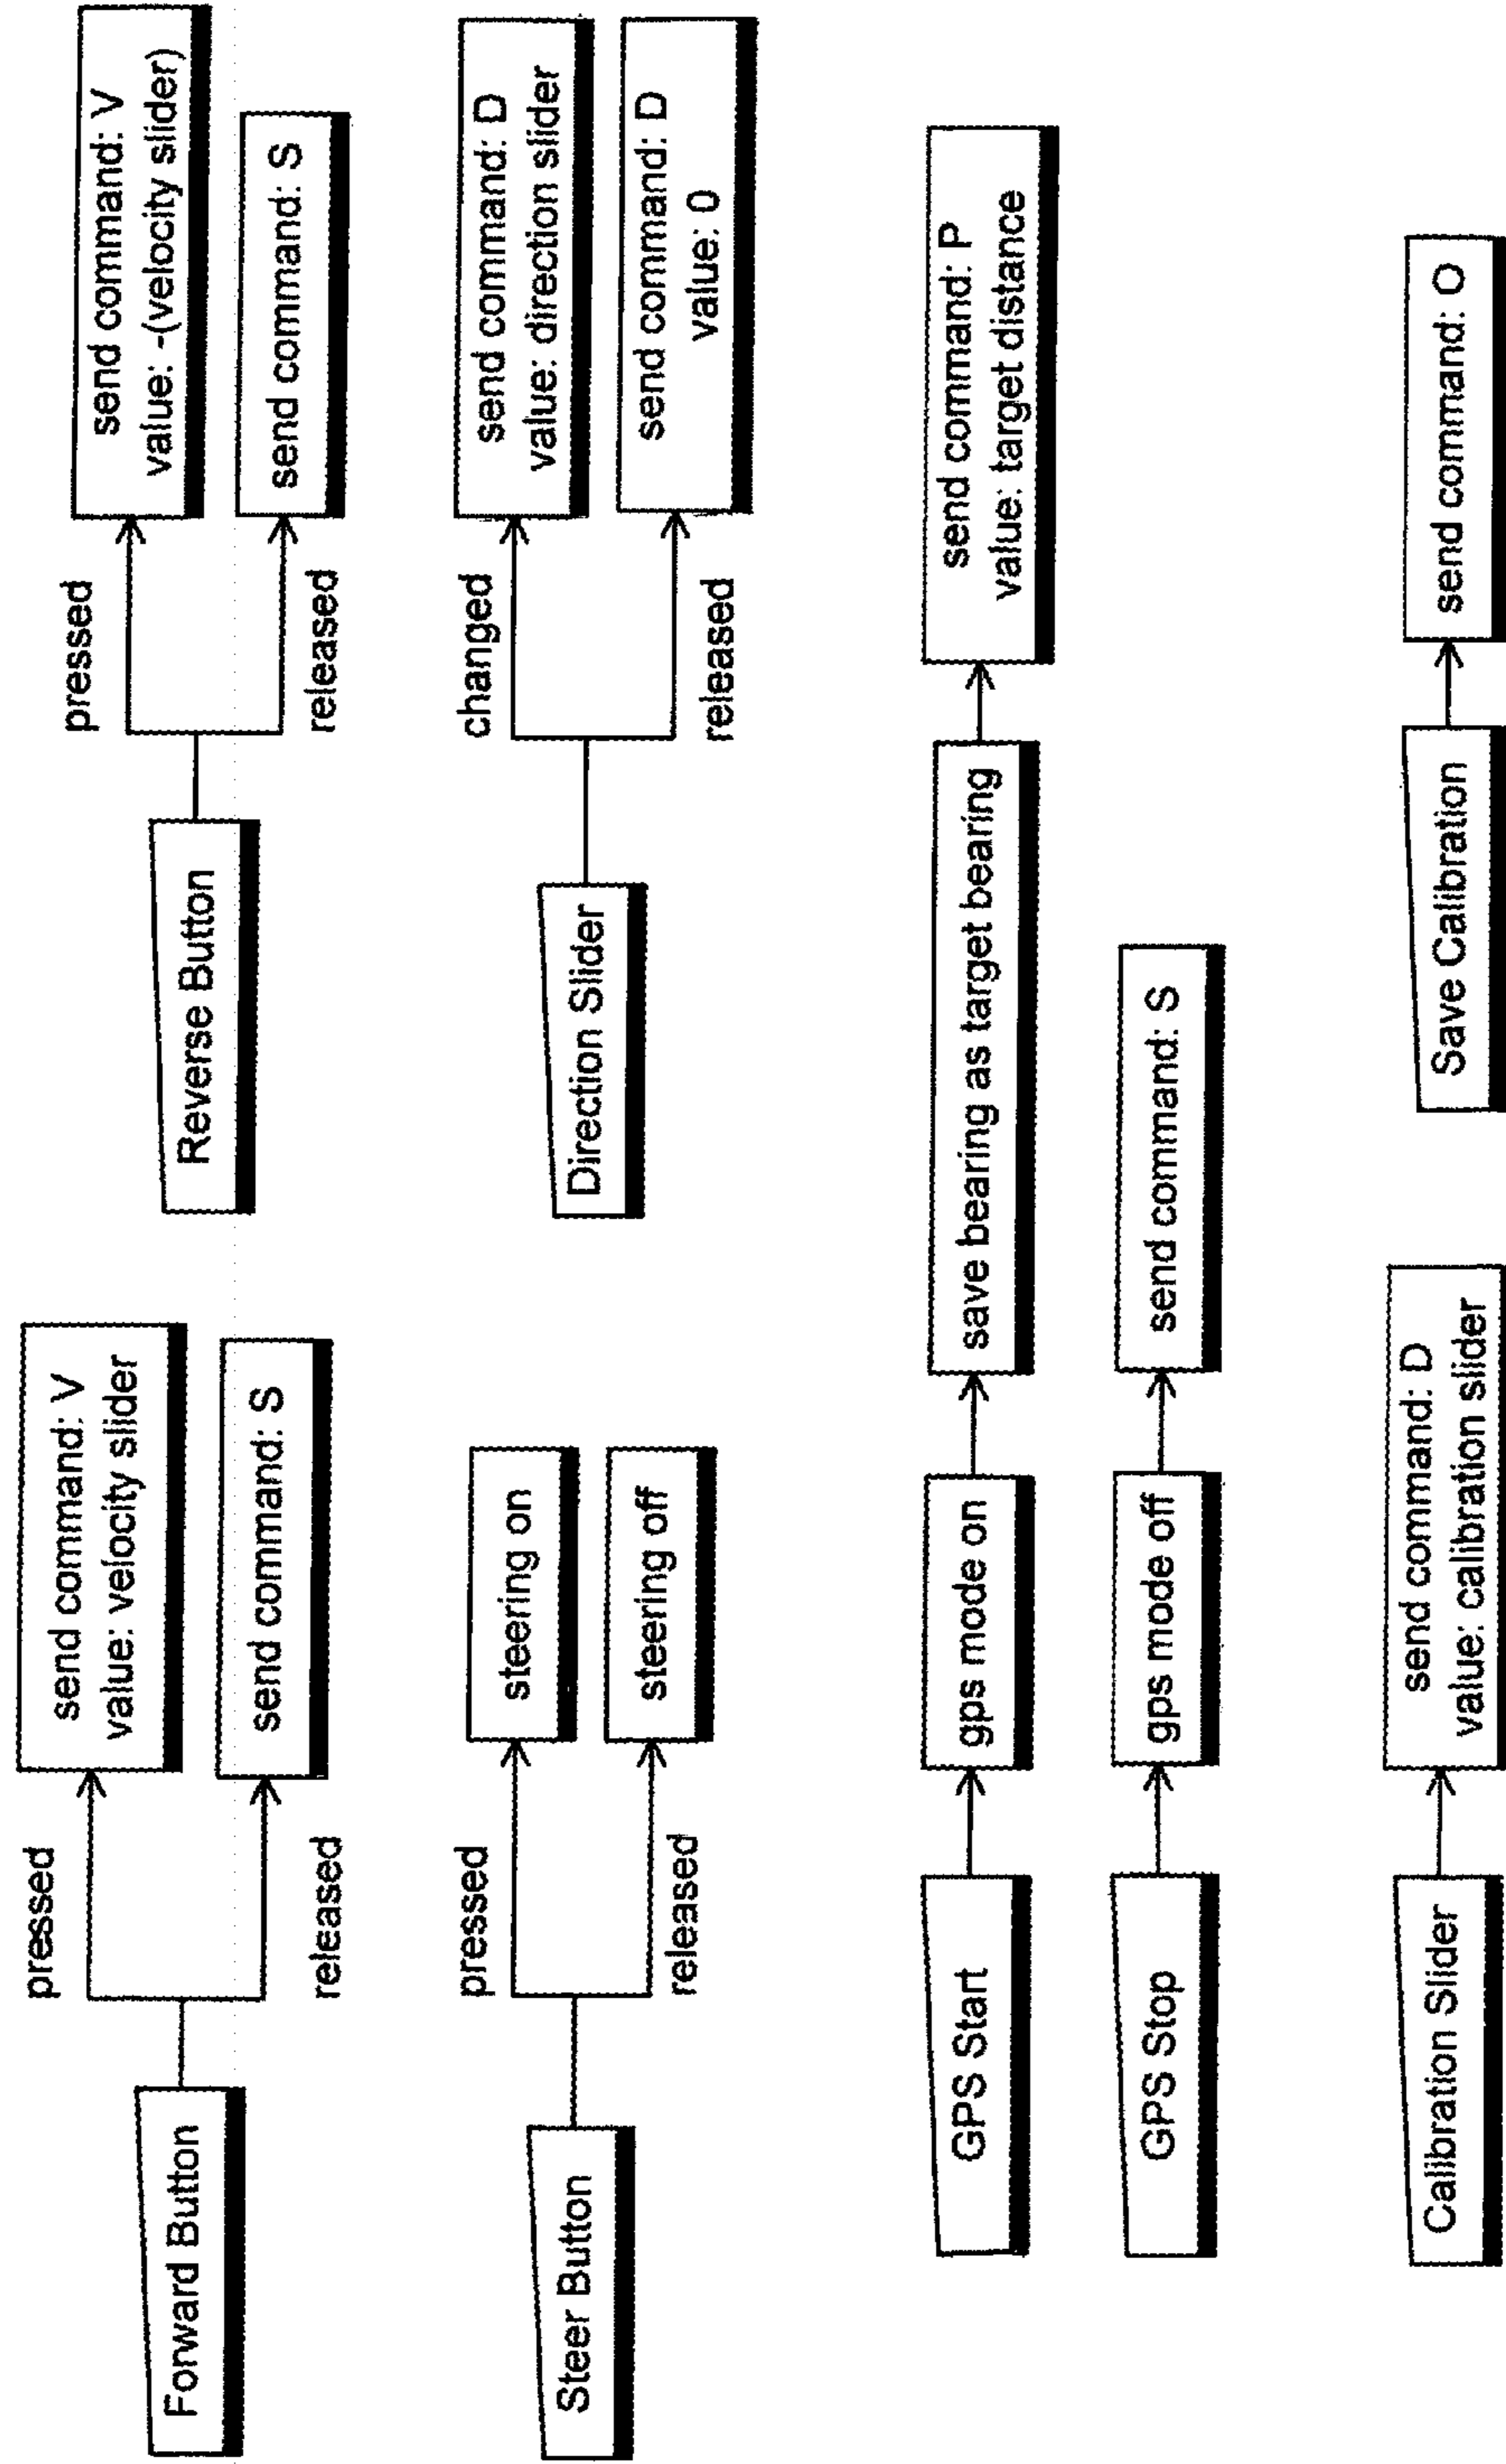 Forward Button
pressed
send command: V
value: velocity slider
released
send command: S
Reverse Button
pressed
send command: V
value: -(velocity slider)
released
send command: S
Steer Button
pressed
steering on
released
steering off
Direction Slider
changed
send command: D
value: direction slider
released
send command: D
value: 0
GPS Start
gps mode on
save bearing as target bearing
send command: P
value: target distance
GPS Stop
gps mode off
send command: S
Calibration Slider
send command: D
value: calibration slider
Save Calibration
send command: O